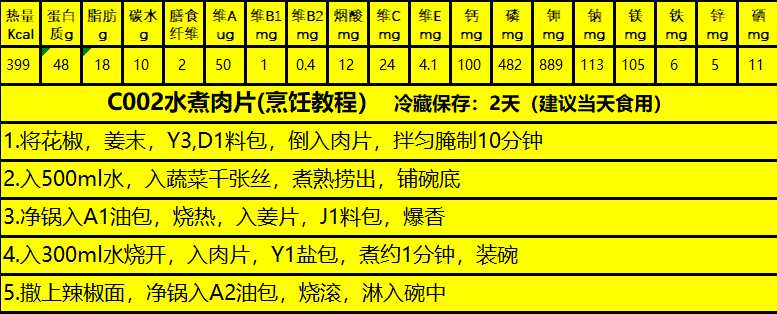 热量 蛋白 脂肪 碳水 膳食 维A 维B1 维B2 烟酸 维C 维E 钙 磷 钾 钠 镁 铁 锌 硒
Kcal 质g g g 纤维 ug mg mg mg mg mg mg mg mg mg mg mg mg mg
399 48 18 10 2 50 1 0.4 12 24 4.1 100 482 889 113 105 6 5 11
C002水煮肉片(烹饪教程） 冷藏保存：2天（建议当天食用）
1.将花椒，姜末，Y3,D1料包，倒入肉片，拌匀腌制10分钟
2.入500ml水，入蔬菜千张丝，煮熟捞出，铺碗底
3.净锅入A1油包，烧热，入姜片，J1料包，爆香
4.入300ml水烧开，入肉片，Y1盐包，煮约1分钟，装碗
5.撒上辣椒面，净锅入A2油包，烧滚，淋入碗中